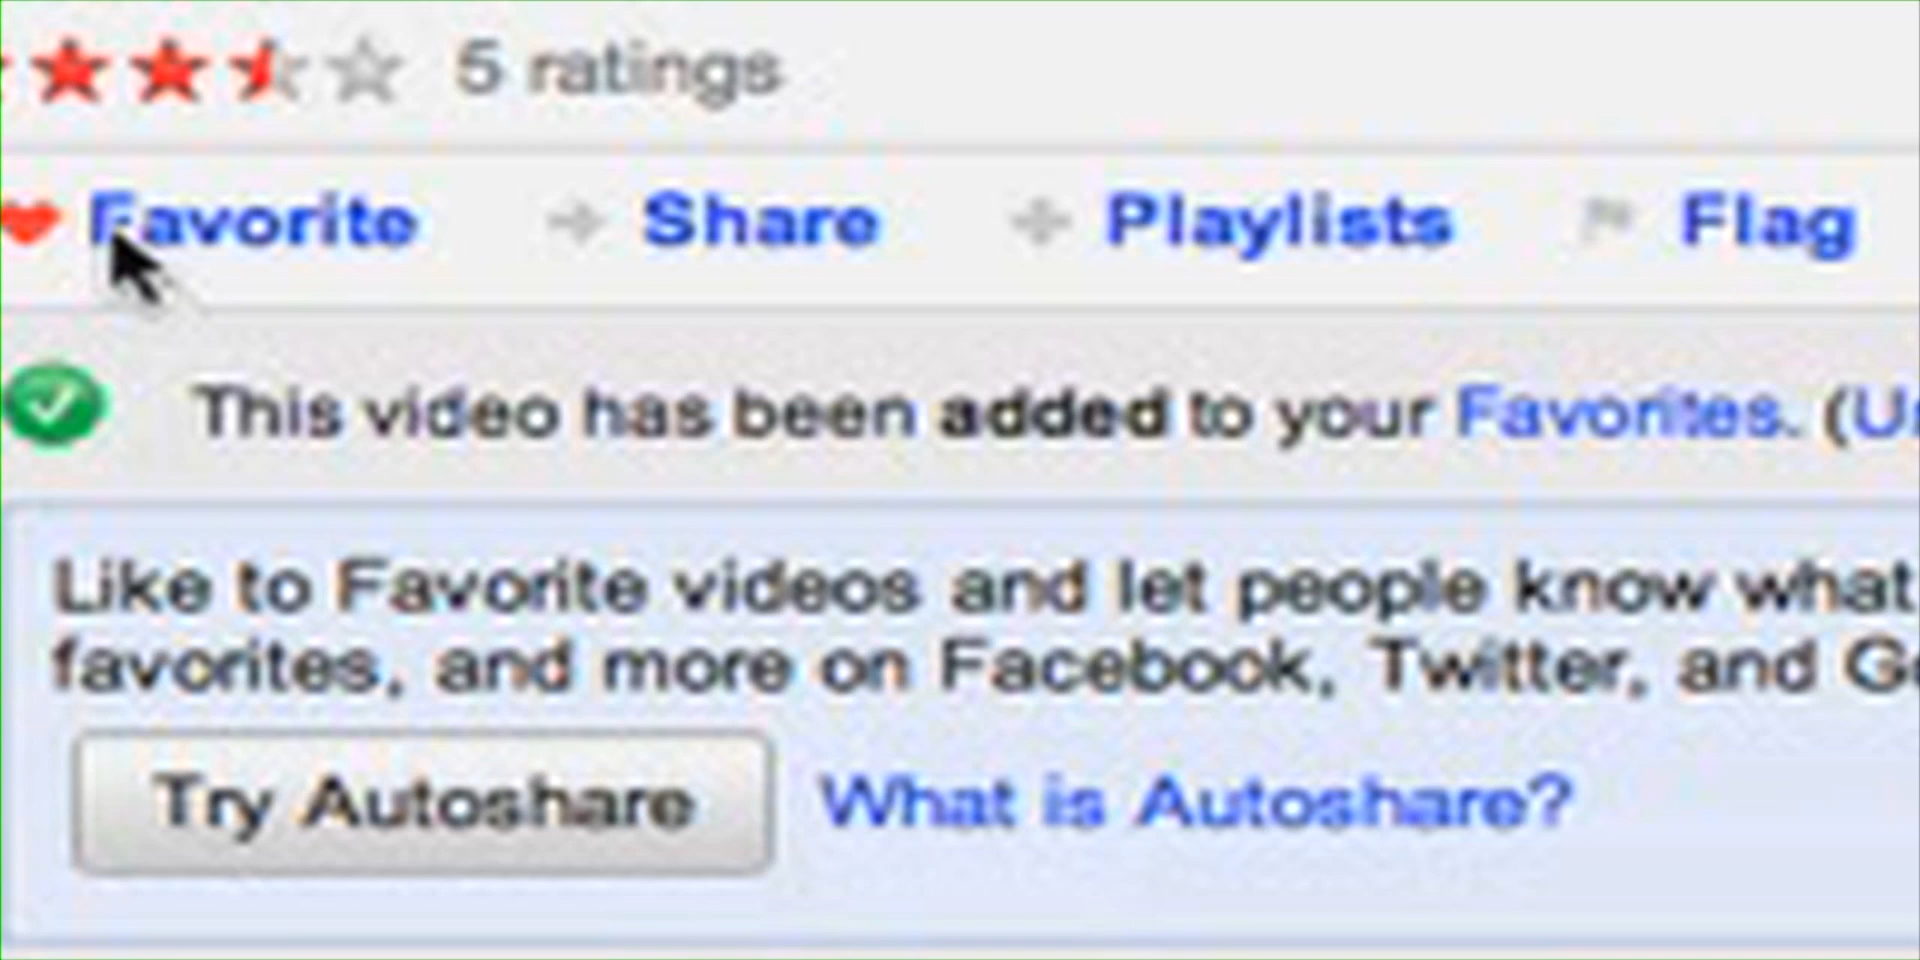 5 ratings
Favorite Share Playlists Flag
This video has been added to your Favorites. (
Like to Favorite videos and let people know what
favorites, and more on Facebook, Twitter, and
Try Autoshare What is Autoshare?